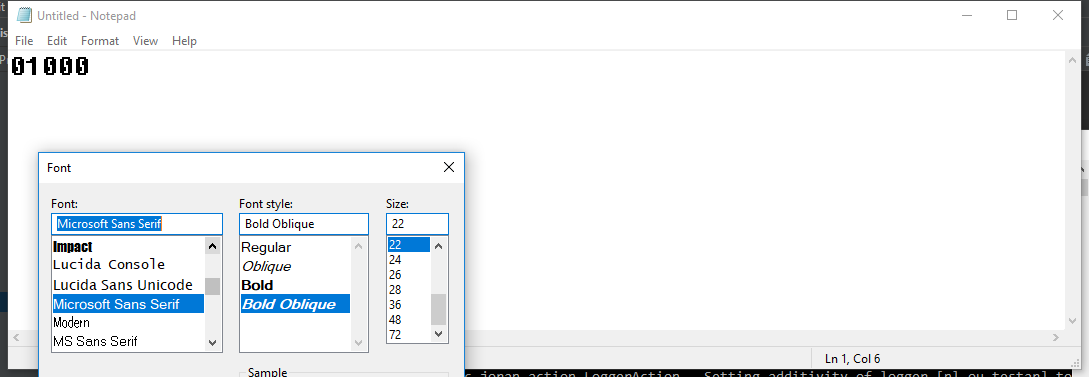 Untitled - Notepad
File Edit Format View Help
01000
Font
Font: Font style: Size:
Microsoft Sans Serif Bold Oblique 22
Impact
Lucida Console
Lucida Sans Unicode
Microsoft Sans Serif
Modern
MS Sans Serif
Regular
Oblique
Bold
Bold Oblique
22
24
26
28
36
48
72
Sample
Ln 1, Col 6